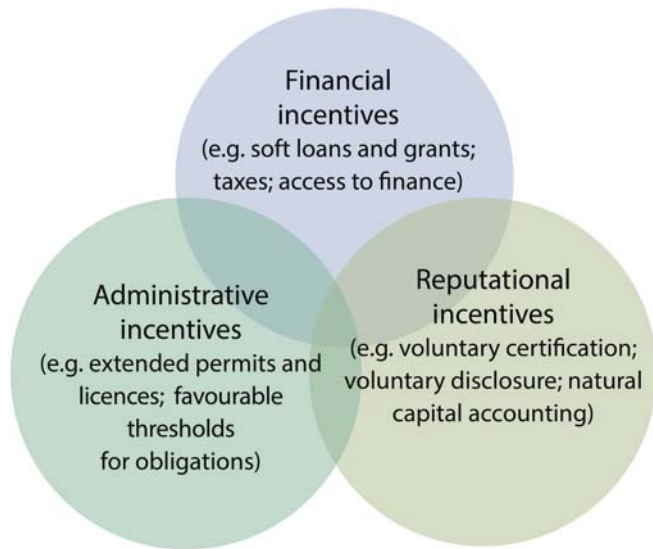 Financial
incentives
(e.g. soft loans and grants;
taxes; access to finance)
Administrative
incentives
(e.g. extended permits and
licences; favourable
thresholds
for obligations)
Reputational
incentives
(e.g. voluntary certification;
voluntary disclosure; natural
capital accounting)